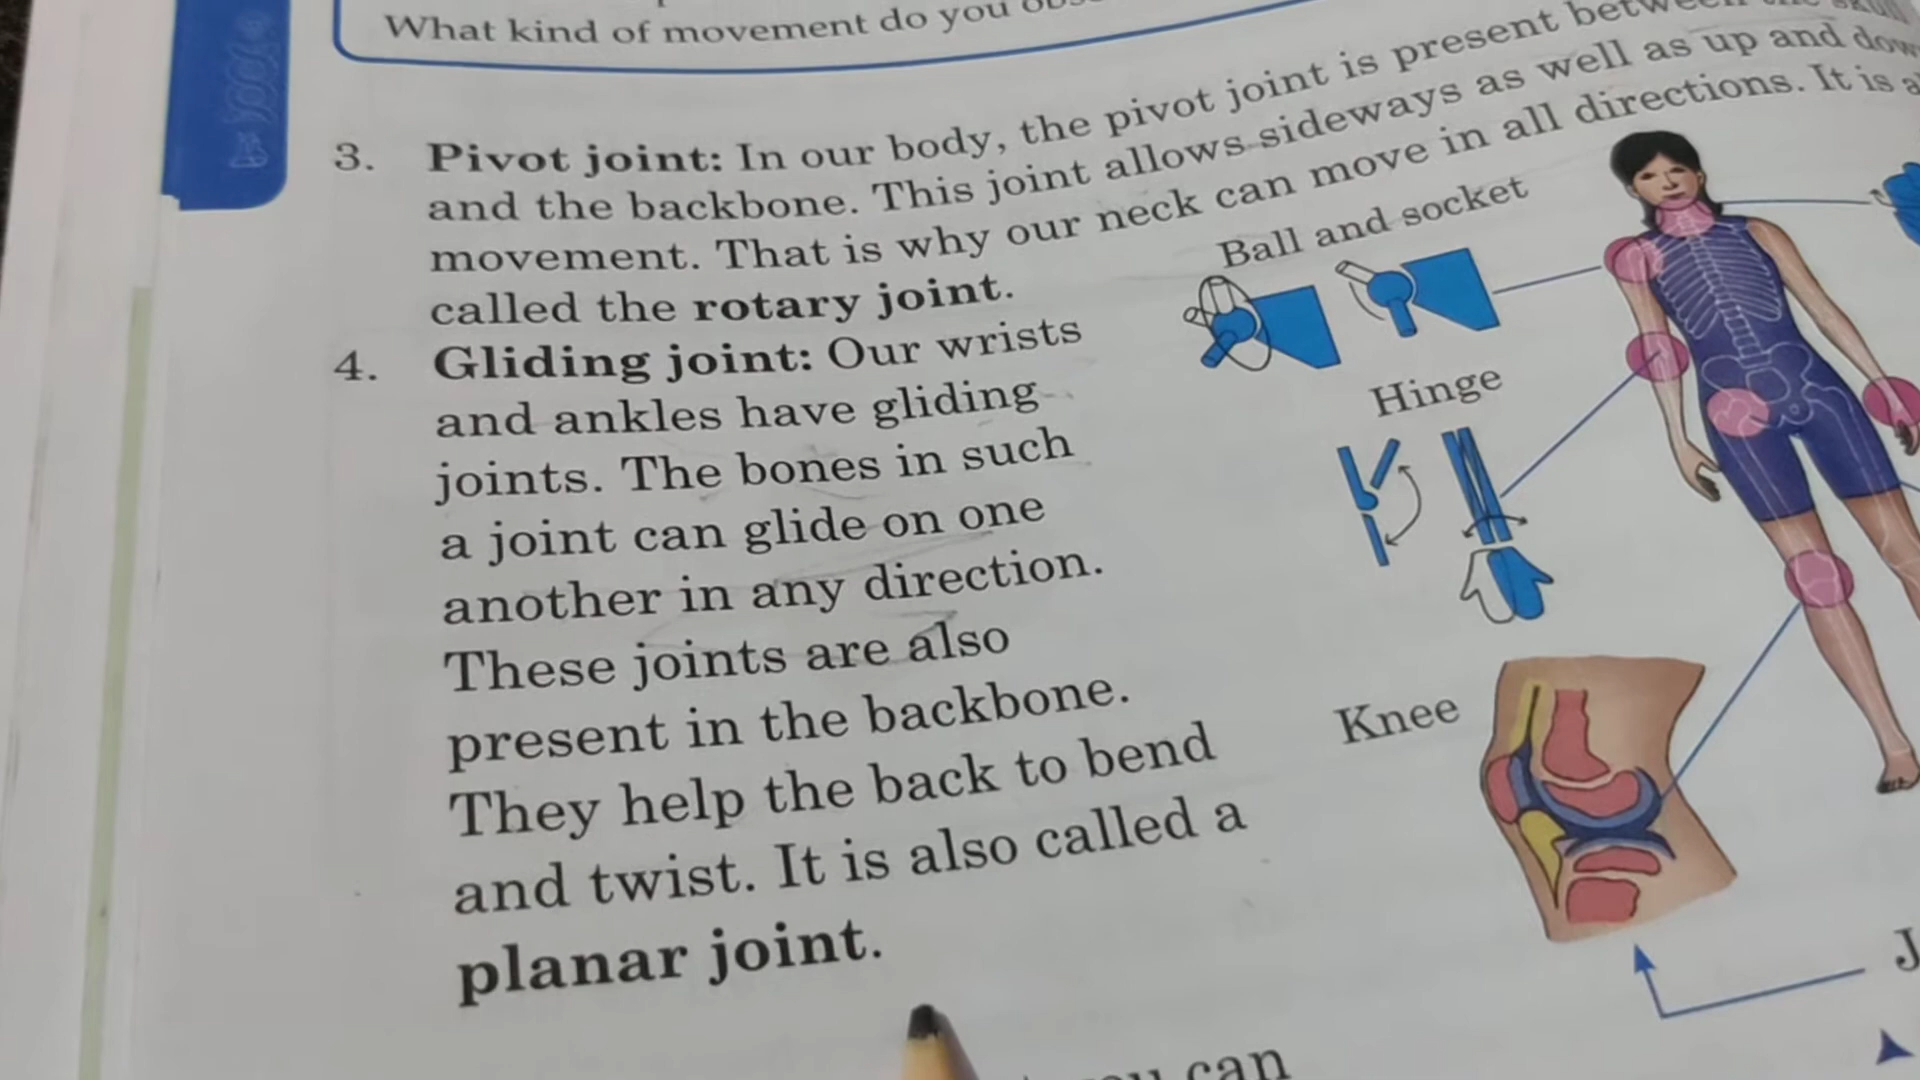 What kind of movement do you
3. Pivot joint: In our body, the pivot joint is present between the skull
and the backbone. This joint allows sideways as well as up and down
movement. That is why our neck can move in all directions. It is
called the rotary joint.
4. Gliding joint: Our wrists
and ankles have gliding
joints. The bones in such
a joint can glide on one
another in any direction.
These joints are also
present in the backbone.
They help the back to bend
and twist. It is also called a
planar joint.
Ball and socket
Hinge
Knee
J
can